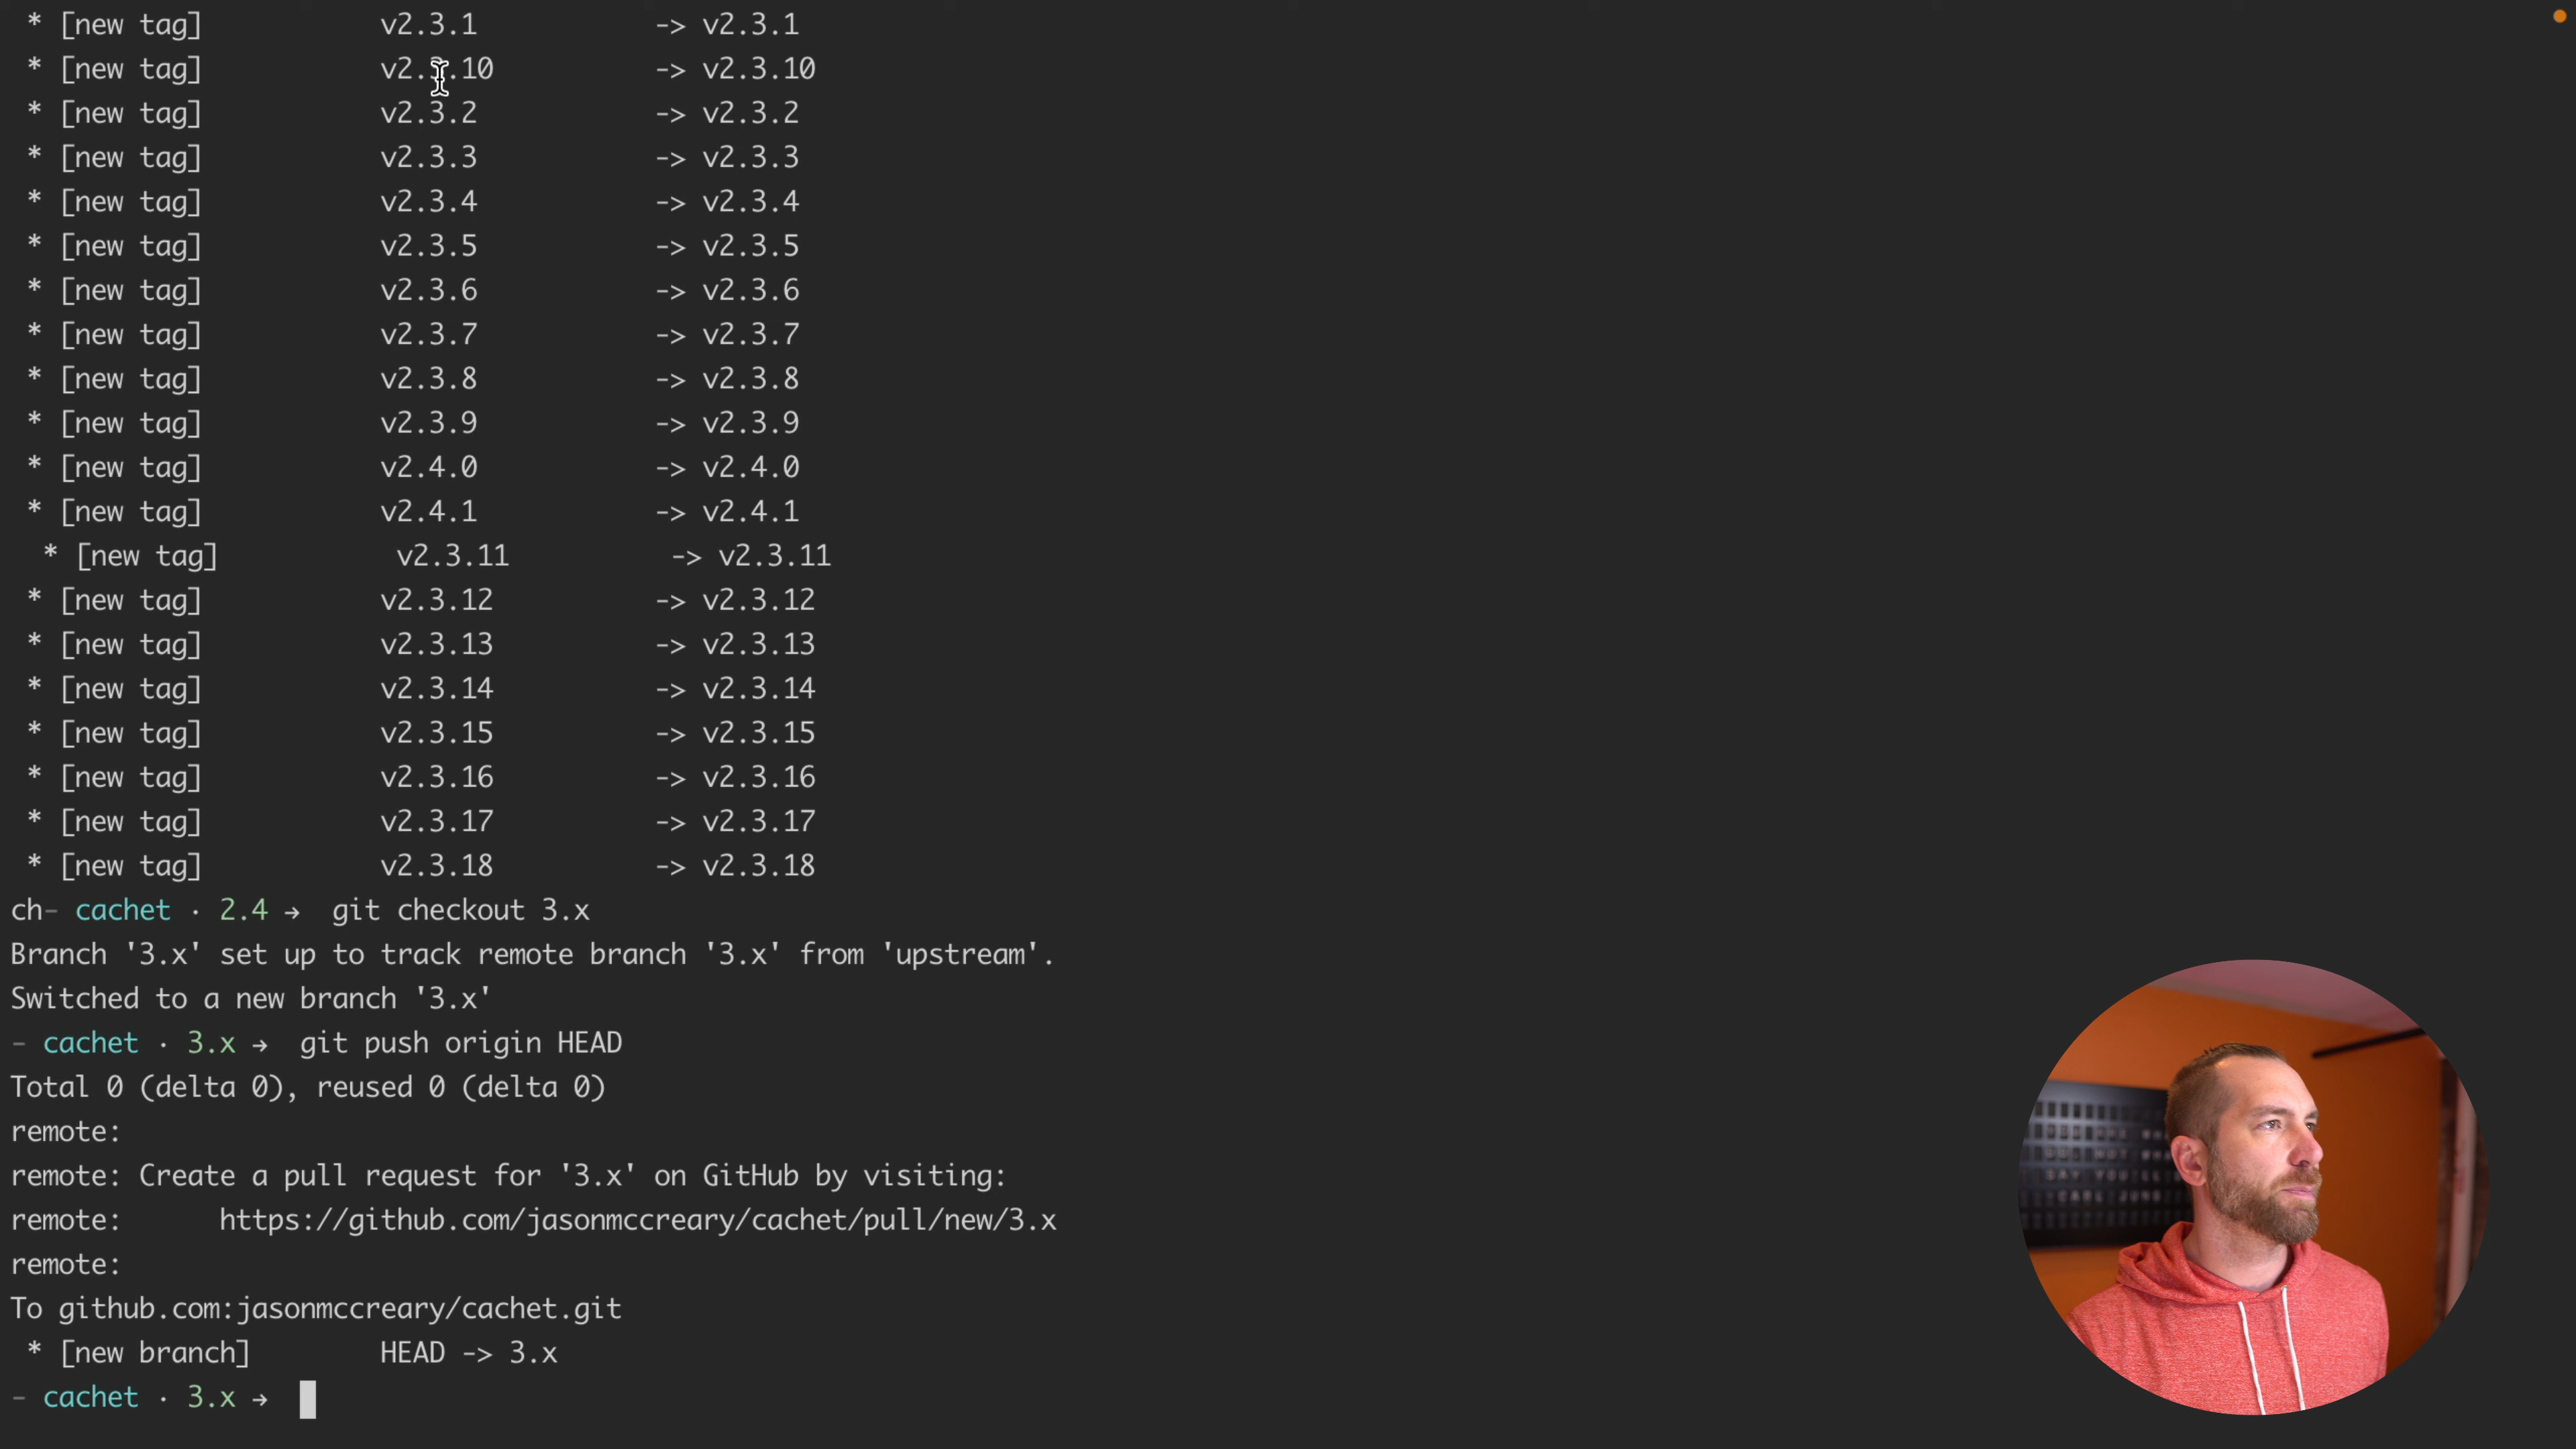 * [new tag] v2.3.1 -> v2.3.1
* [new tag] v2.3.10 -> v2.3.10
* [new tag] v2.3.2 -> v2.3.2
* [new tag] v2.3.3 -> v2.3.3
* [new tag] v2.3.4 -> v2.3.4
* [new tag] v2.3.5 -> v2.3.5
* [new tag] v2.3.6 -> v2.3.6
* [new tag] v2.3.7 -> v2.3.7
* [new tag] v2.3.8 -> v2.3.8
* [new tag] v2.3.9 -> v2.3.9
* [new tag] v2.4.0 -> v2.4.0
* [new tag] v2.4.1 -> v2.4.1
* [new tag] v2.3.11 -> v2.3.11
* [new tag] v2.3.12 -> v2.3.12
* [new tag] v2.3.13 -> v2.3.13
* [new tag] v2.3.14 -> v2.3.14
* [new tag] v2.3.15 -> v2.3.15
* [new tag] v2.3.16 -> v2.3.16
* [new tag] v2.3.17 -> v2.3.17
* [new tag] v2.3.18 -> v2.3.18
ch- cachet · 2.4 → git checkout 3.x
Branch '3.x' set up to track remote branch '3.x' from 'upstream'.
Switched to a new branch '3.x'
- cachet · 3.x → git push origin HEAD
Total 0 (delta 0), reused 0 (delta 0)
remote:
remote: Create a pull request for '3.x' on GitHub by visiting:
remote: https://github.com/jasonmccreary/cachet/pull/new/3.x
remote:
To github.com:jasonmccreary/cachet.git
* [new branch] HEAD -> 3.x
- cachet · 3.x →